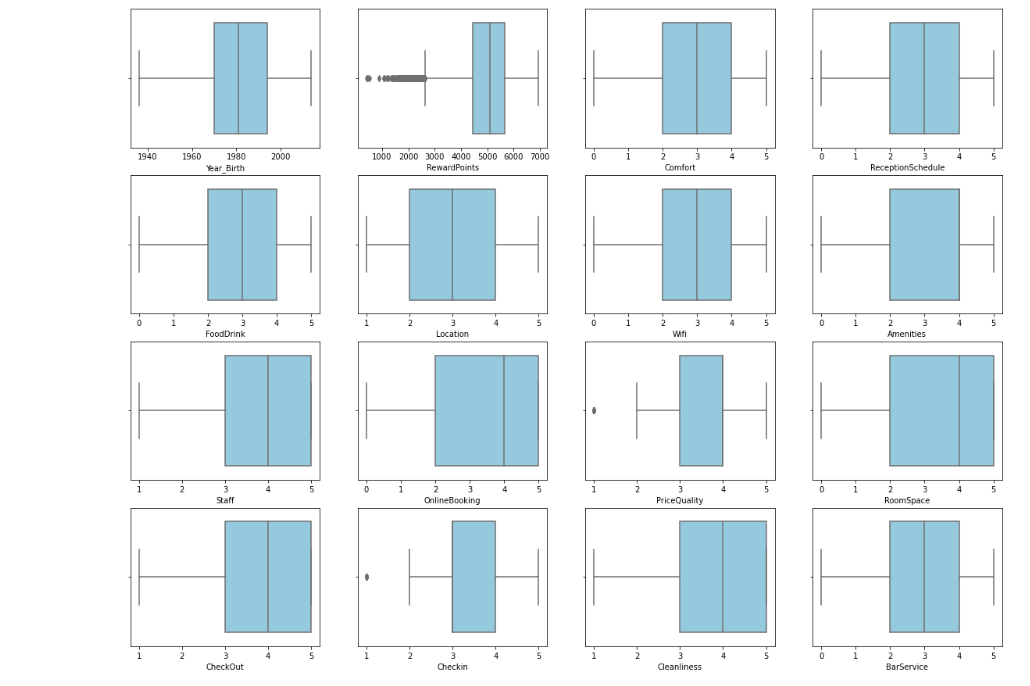 1940 1960 1980 2000
Year_Birth
1000 2000 3000 4000 5000 6000 7000
RewardPoints
0 1 2 3 4 5
Comfort
0 1 2 3 4 5
ReceptionSchedule
0 1 2 3 4 5
FoodDrink
1 2 3 4 5
Location
0 1 2 3 4 5
Wifi
0 1 2 3 4 5
Amenities
1 2 3 4 5
Staff
0 1 2 3 4 5
OnlineBooking
1 2 3 4 5
PriceQuality
0 1 2 3 4 5
RoomSpace
1 2 3 4 5
CheckOut
1 2 3 4 5
Checkin
1 2 3 4 5
Cleanliness
0 1 2 3 4 5
BarService